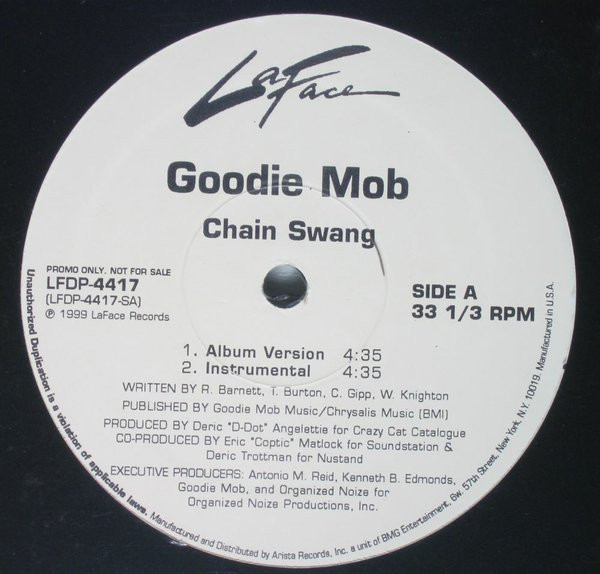 LaFace
Goodie Mob
Chain Swang
PROMO ONLY. NOT FOR SALE
LFDP-4417
(LFDP-4417-SA)
℗ 1999 LaFace Records
SIDE A
33 1/3 RPM
1. Album Version 4:35
2. Instrumental 4:35
WRITTEN BY R. Barnett, T. Burton, C. Gipp, W. Knighton
PUBLISHED BY Goodie Mob Music/Chrysalis Music (BMI)
PRODUCED BY Deric "D-Dot" Angelettie for Crazy Cat Catalogue
CO-PRODUCED BY Eric "Coptic" Matlock for Soundstation &
Deric Trottman for Nustand
EXECUTIVE PRODUCERS: Antonio M. Reid, Kenneth B. Edmonds,
Goodie Mob, and Organized Noize for
Organized Noize Productions, Inc.
Unauthorized Duplication is a violation of applicable laws. Manufactured and Distributed by Arista Records, Inc. a unit of BMG Entertainment, 6w. 57th Street, New York, N.Y. 10019. Manufactured in U.S.A.